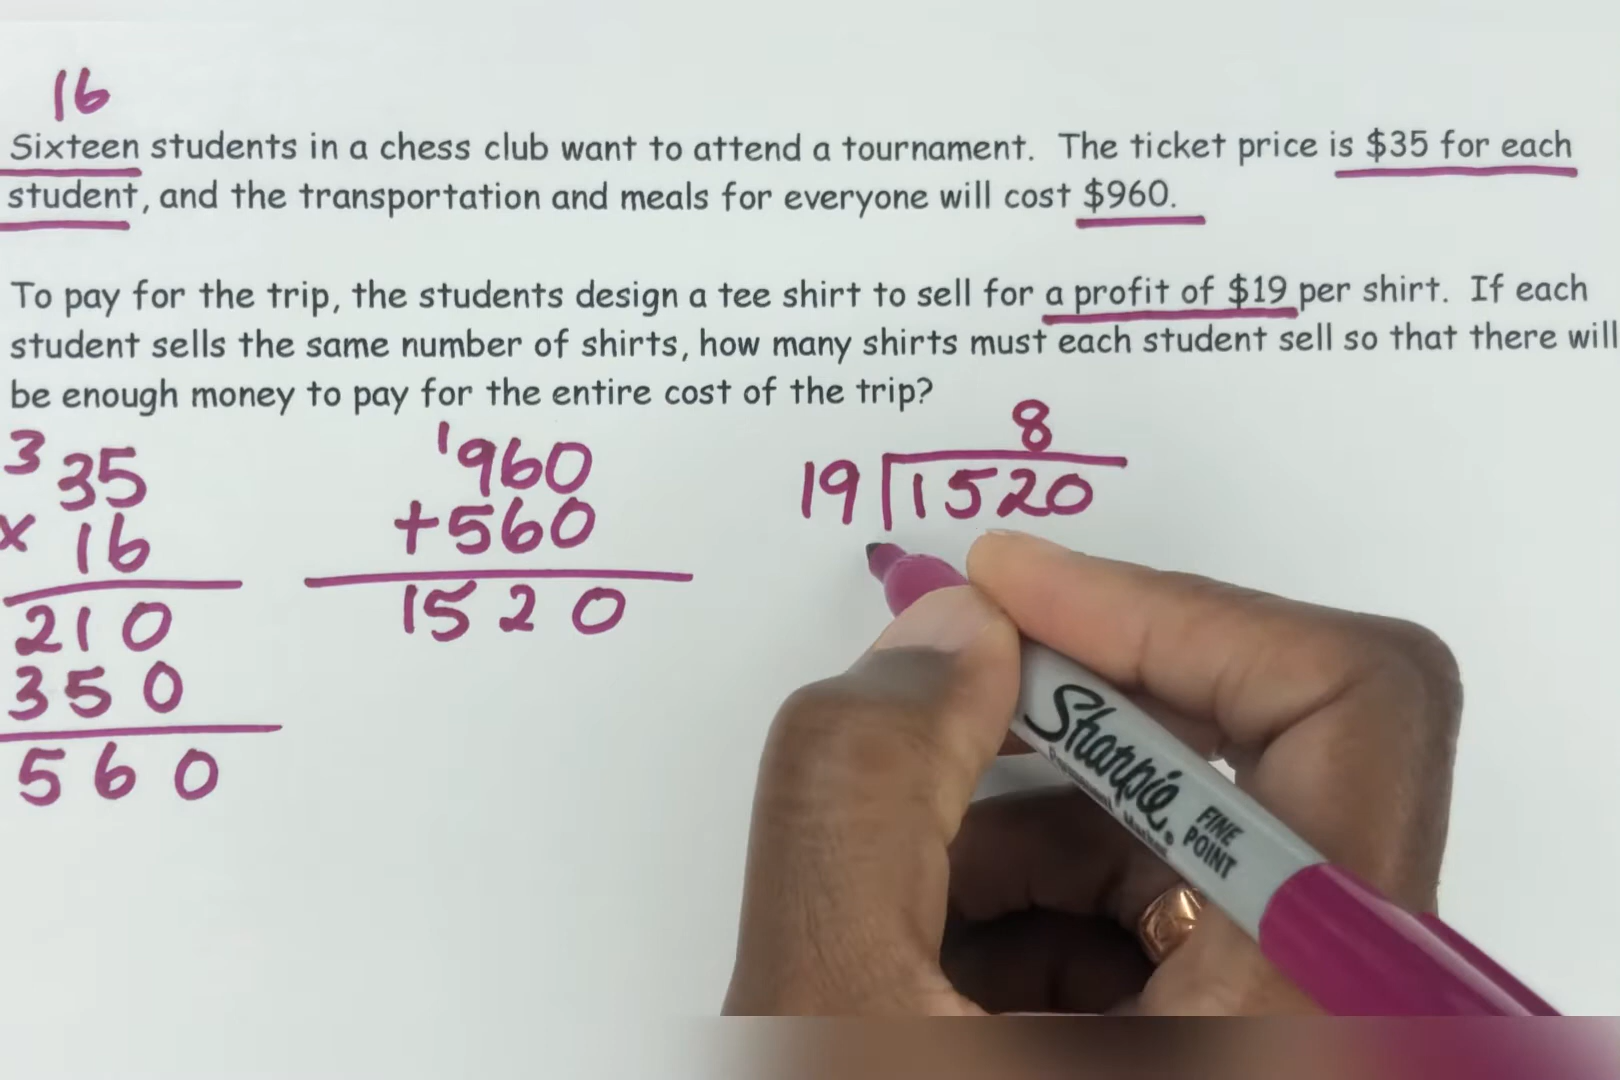 16
Sixteen students in a chess club want to attend a tournament. The ticket price is $35 for each
student, and the transportation and meals for everyone will cost $960.
To pay for the trip, the students design a tee shirt to sell for a profit of $19 per shirt. If each
student sells the same number of shirts, how many shirts must each student sell so that there will
be enough money to pay for the entire cost of the trip?
3
35
x 16
210
350
560
1
960
+560
1520
8
19 1520
Sharpie.
Permanent Marker
FINE
POINT